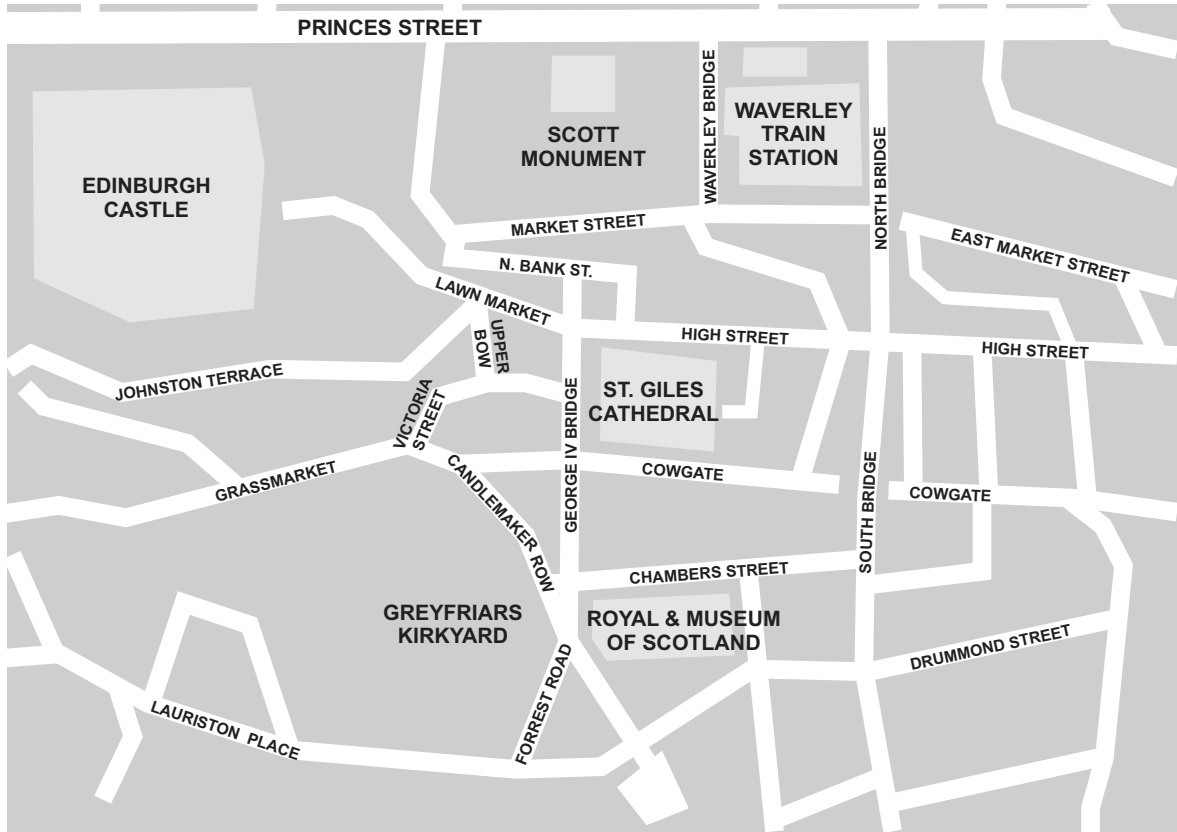 PRINCES STREET
WAVERLEY BRIDGE
WAVERLEY
TRAIN
STATION
SCOTT
MONUMENT
NORTH BRIDGE
EDINBURGH
CASTLE
MARKET STREET
EAST MARKET STREET
N. BANK ST.
LAWN MARKET
HIGH STREET
HIGH STREET
UPPER
BOW
JOHNSTON TERRACE
VICTORIA
STREET
GEORGE IV BRIDGE
ST. GILES
CATHEDRAL
GRASSMARKET
CANDLEMAKER ROW
COWGATE
COWGATE
SOUTH BRIDGE
CHAMBERS STREET
GREYFRIARS
KIRKYARD
ROYAL & MUSEUM
OF SCOTLAND
DRUMMOND STREET
FORREST ROAD
LAURISTON PLACE